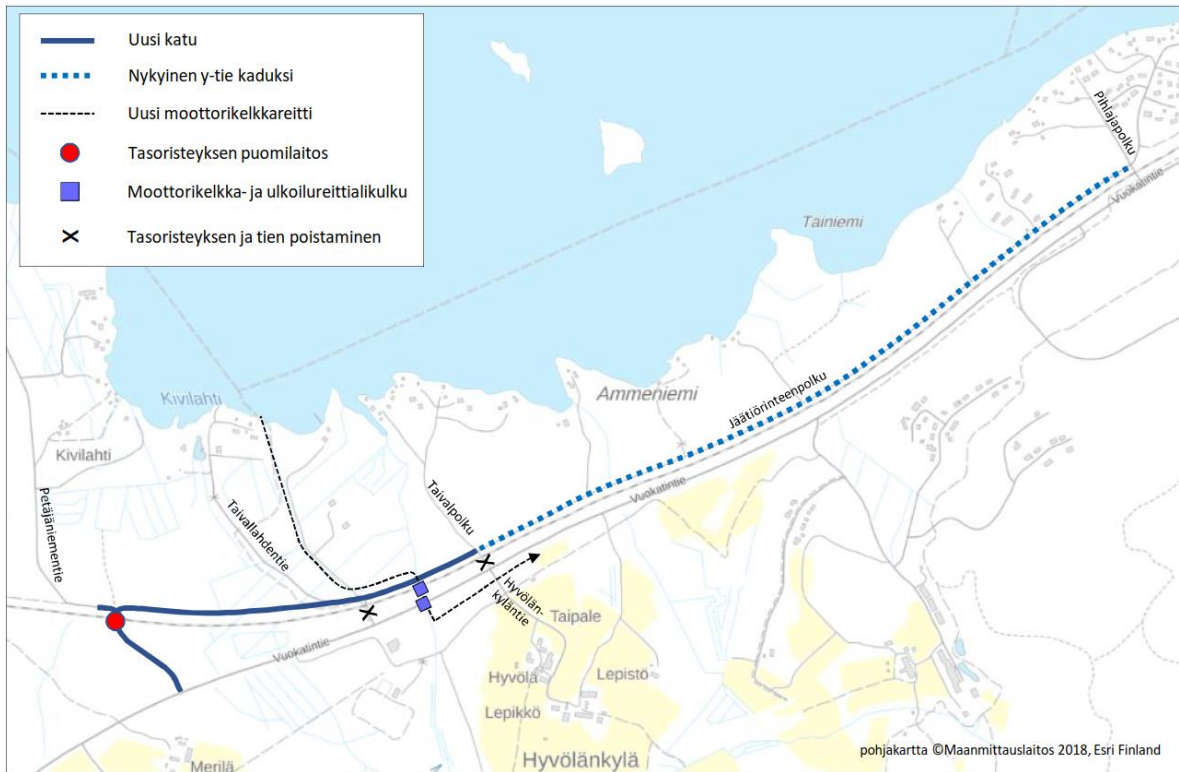 Uusi katu
Nykyinen y-tie kaduksi
Uusi moottorikelkkareitti
Tasoristeyksen puomilaitos
Moottorikelkka- ja ulkoilureittialikulku
Tasoristeyksen ja tien poistaminen
Pihlajapolku
Vuokatintie
Tainiemi
Ammeniemi
Jäätiörinteenpolku
Kivilahti
Kivilahti
Petäjäniementie
Taivallahdentie
Taivalpolku
Vuokatintie
Hyvölän-
kyläntie
Taipale
Vuokatintie
Hyvölä
Lepistö
Lepikkö
Hyvölänkylä
Merilä
pohjakartta ©Maanmittauslaitos 2018, Esri Finland